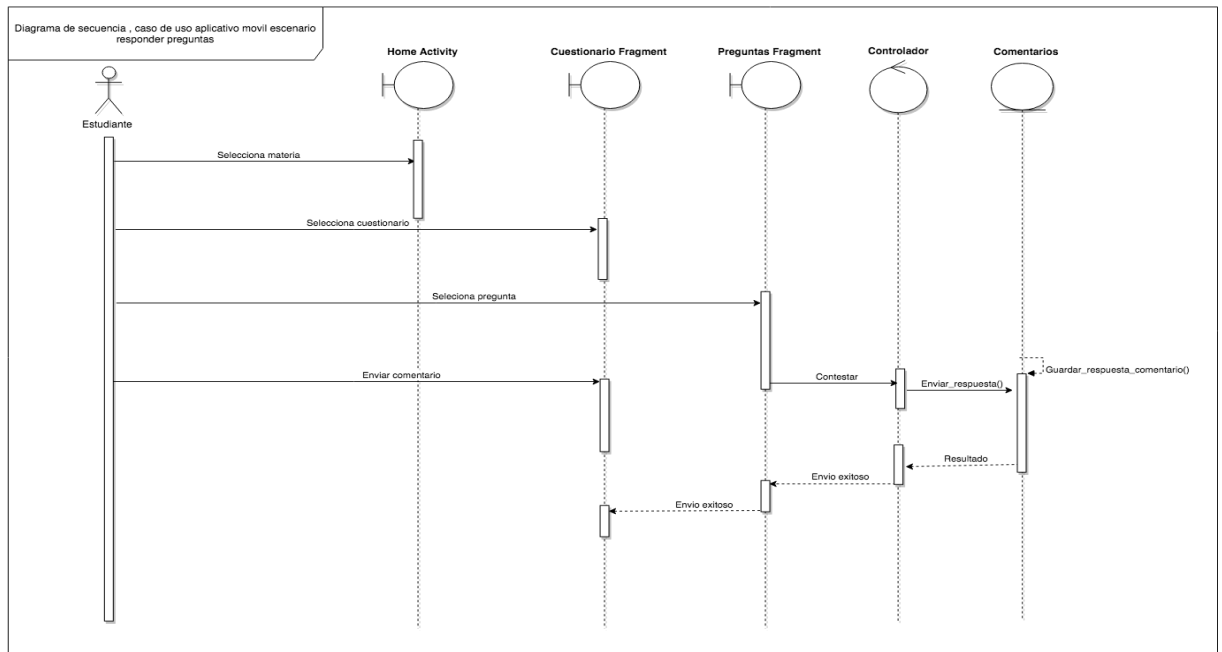 Diagrama de secuencia , caso de uso aplicativo movil escenario
responder preguntas
Home Activity
Cuestionario Fragment
Preguntas Fragment
Controlador
Comentarios
Estudiante
Selecciona materia
Selecciona cuestionario
Seleciona pregunta
Guardar_respuesta_comentario()
Enviar comentario
Contestar
Enviar_respuesta()
Resultado
Envio exitoso
Envio exitoso